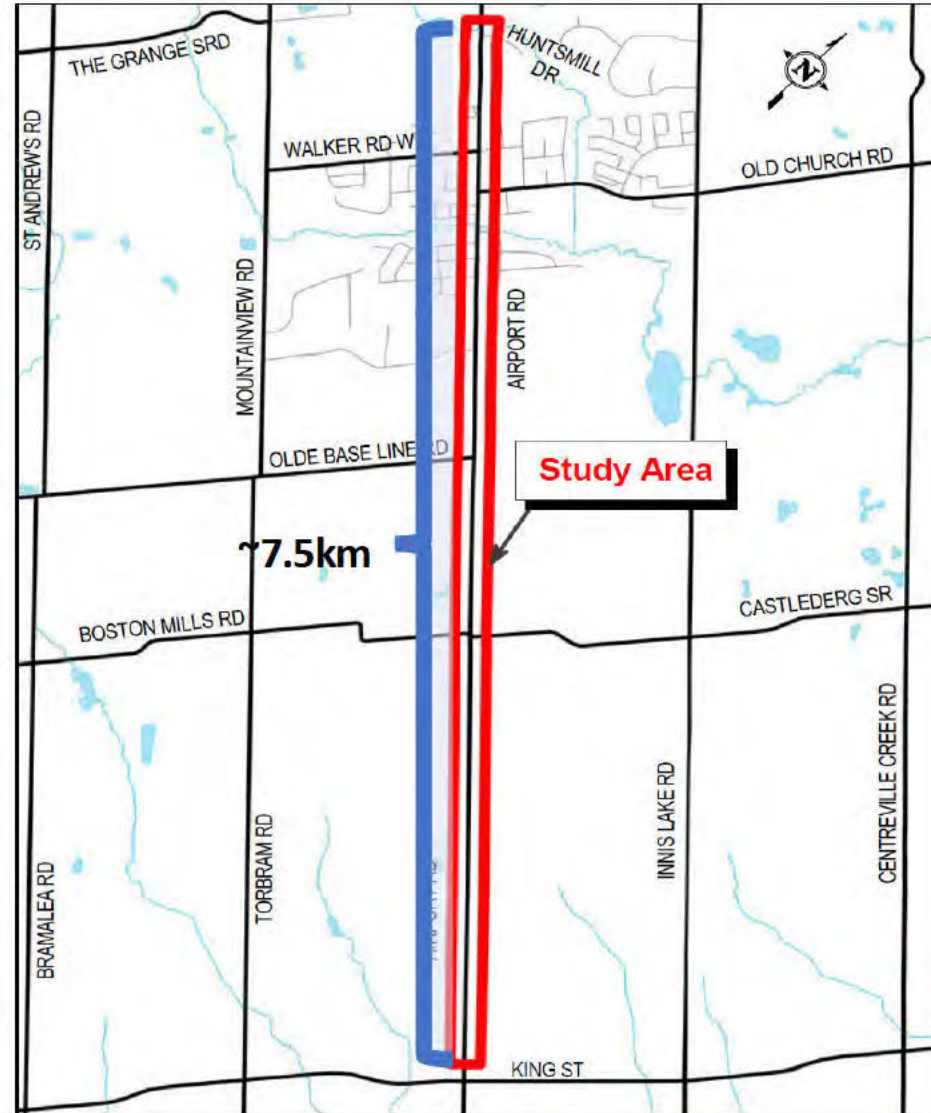 THE GRANGE SRD
HUNTSMILL
DR
N
WALKER RD W
OLD CHURCH RD
ST ANDREW'S RD
MOUNTAINVIEW RD
AIRPORT RD
OLDE BASE LINE RD
Study Area
~7.5km
BOSTON MILLS RD
CASTLEDERG SR
BRAMALEA RD
TORBRAM RD
INNIS LAKE RD
CENTREVILLE CREEK RD
KING ST